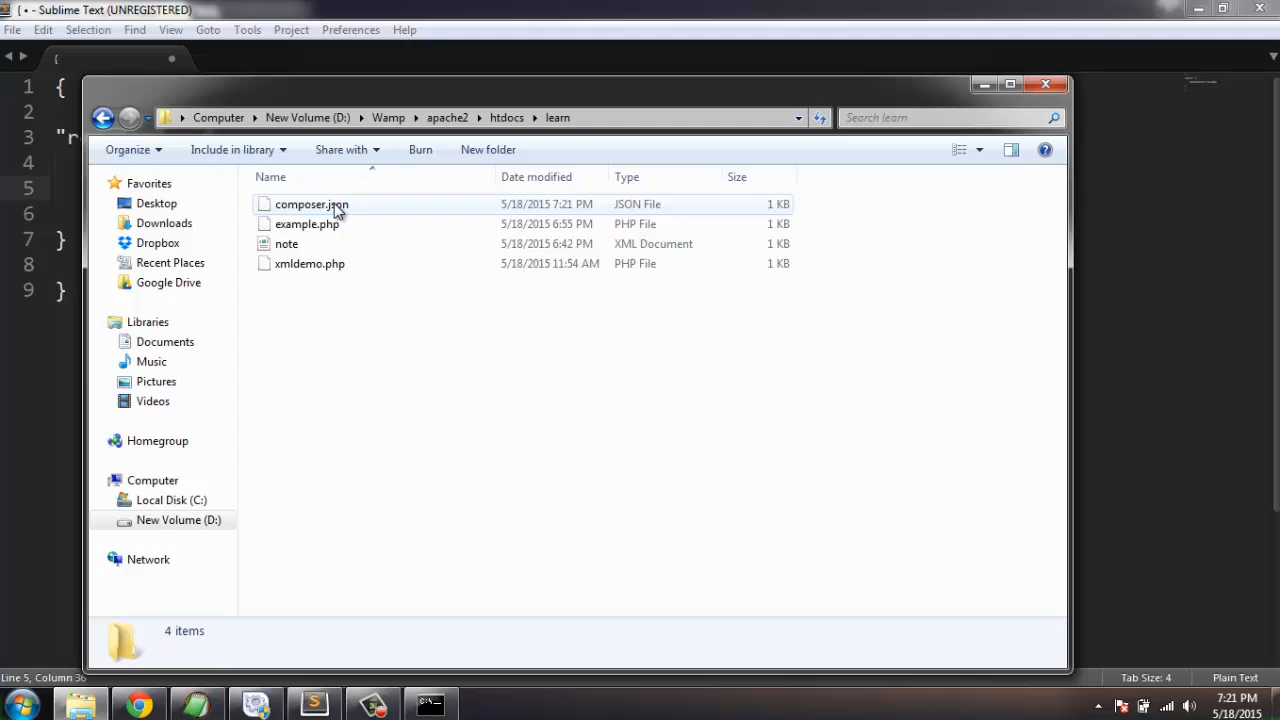 { • - Sublime Text (UNREGISTERED)
File Edit Selection Find View Goto Tools Project Preferences Help
{
1 {
2
3 "r
4
5
6
7 }
8
9 }
Computer New Volume (D:) Wamp apache2 htdocs learn
Search learn
Organize Include in library Share with Burn New folder
Name Date modified Type Size
composer.json 5/18/2015 7:21 PM JSON File 1 KB
example.php 5/18/2015 6:55 PM PHP File 1 KB
note 5/18/2015 6:42 PM XML Document 1 KB
xmldemo.php 5/18/2015 11:54 AM PHP File 1 KB
Favorites
Desktop
Downloads
Dropbox
Recent Places
Google Drive
Libraries
Documents
Music
Pictures
Videos
Homegroup
Computer
Local Disk (C:)
New Volume (D:)
Network
4 items
Line 5, Column 36
Tab Size: 4 Plain Text
7:21 PM
5/18/2015